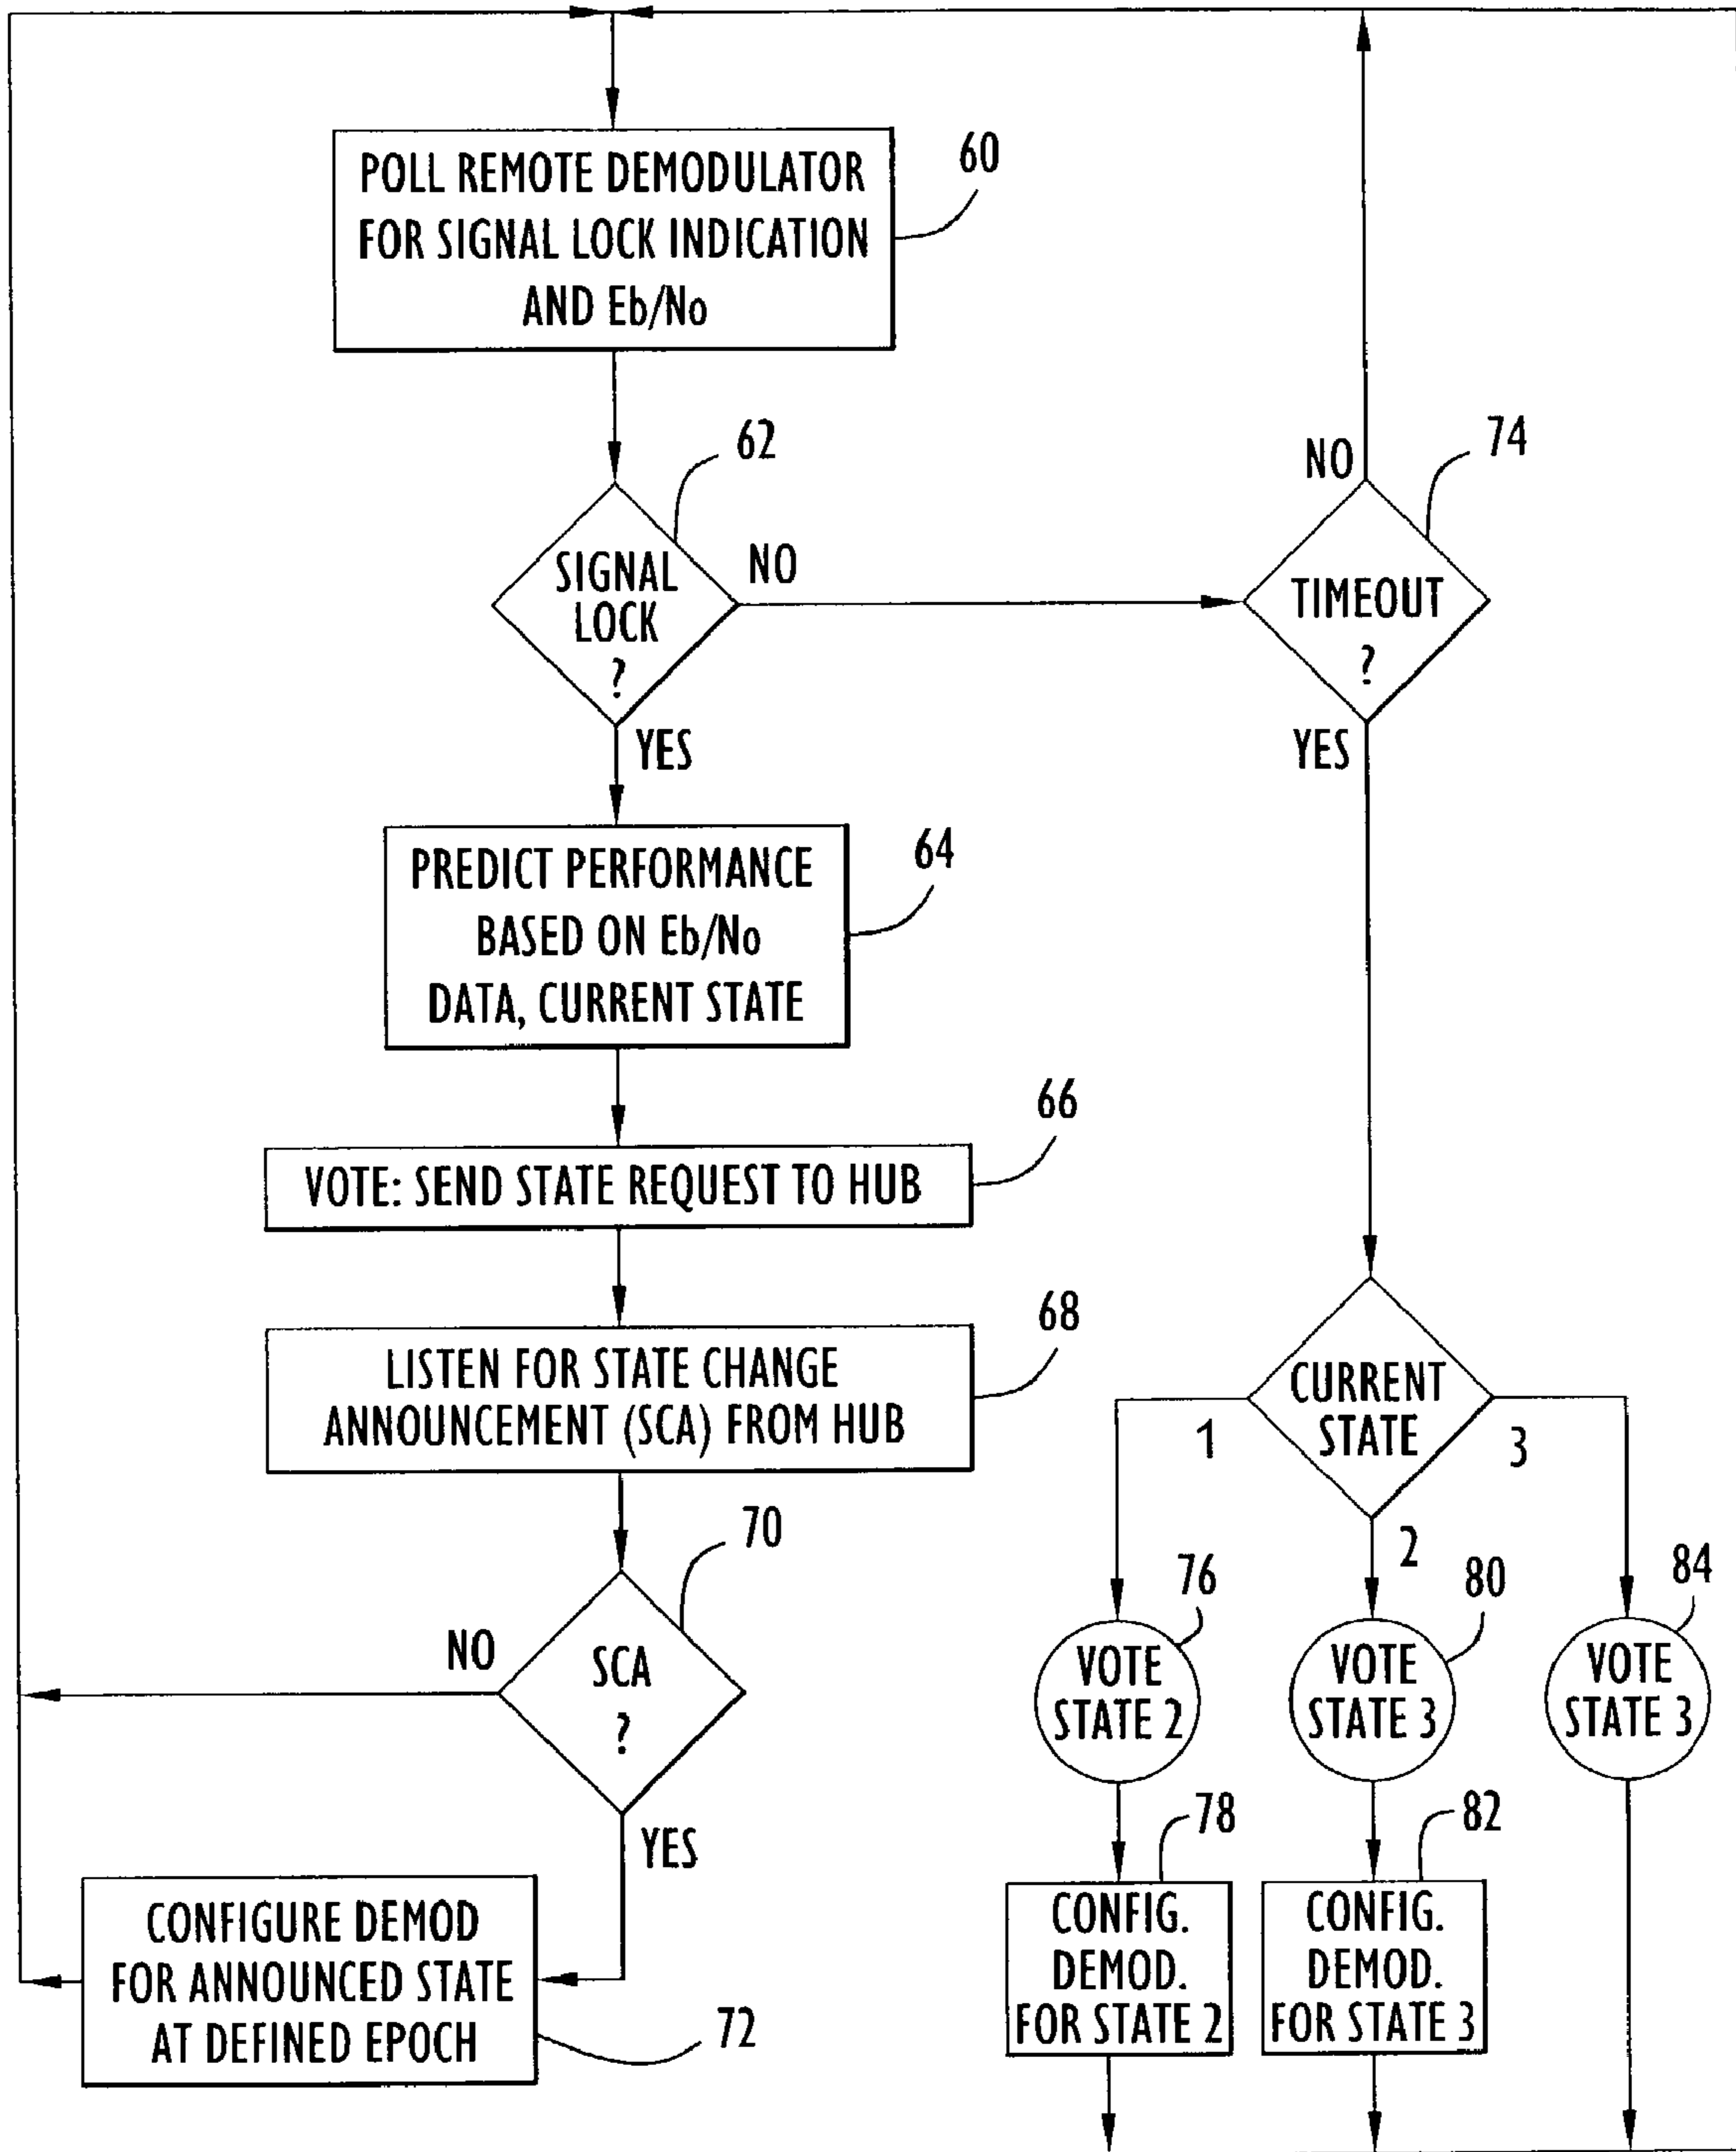 POLL REMOTE DEMODULATOR
FOR SIGNAL LOCK INDICATION
AND Eb/No
60
SIGNAL
LOCK
?
62
NO
YES
TIMEOUT
?
74
NO
YES
PREDICT PERFORMANCE
BASED ON Eb/No
DATA, CURRENT STATE
64
VOTE: SEND STATE REQUEST TO HUB
66
LISTEN FOR STATE CHANGE
ANNOUNCEMENT (SCA) FROM HUB
68
SCA
?
70
NO
YES
CONFIGURE DEMOD
FOR ANNOUNCED STATE
AT DEFINED EPOCH
72
CURRENT
STATE
1
2
3
VOTE
STATE 2
76
CONFIG.
DEMOD.
FOR STATE 2
78
VOTE
STATE 3
80
CONFIG.
DEMOD.
FOR STATE 3
82
VOTE
STATE 3
84